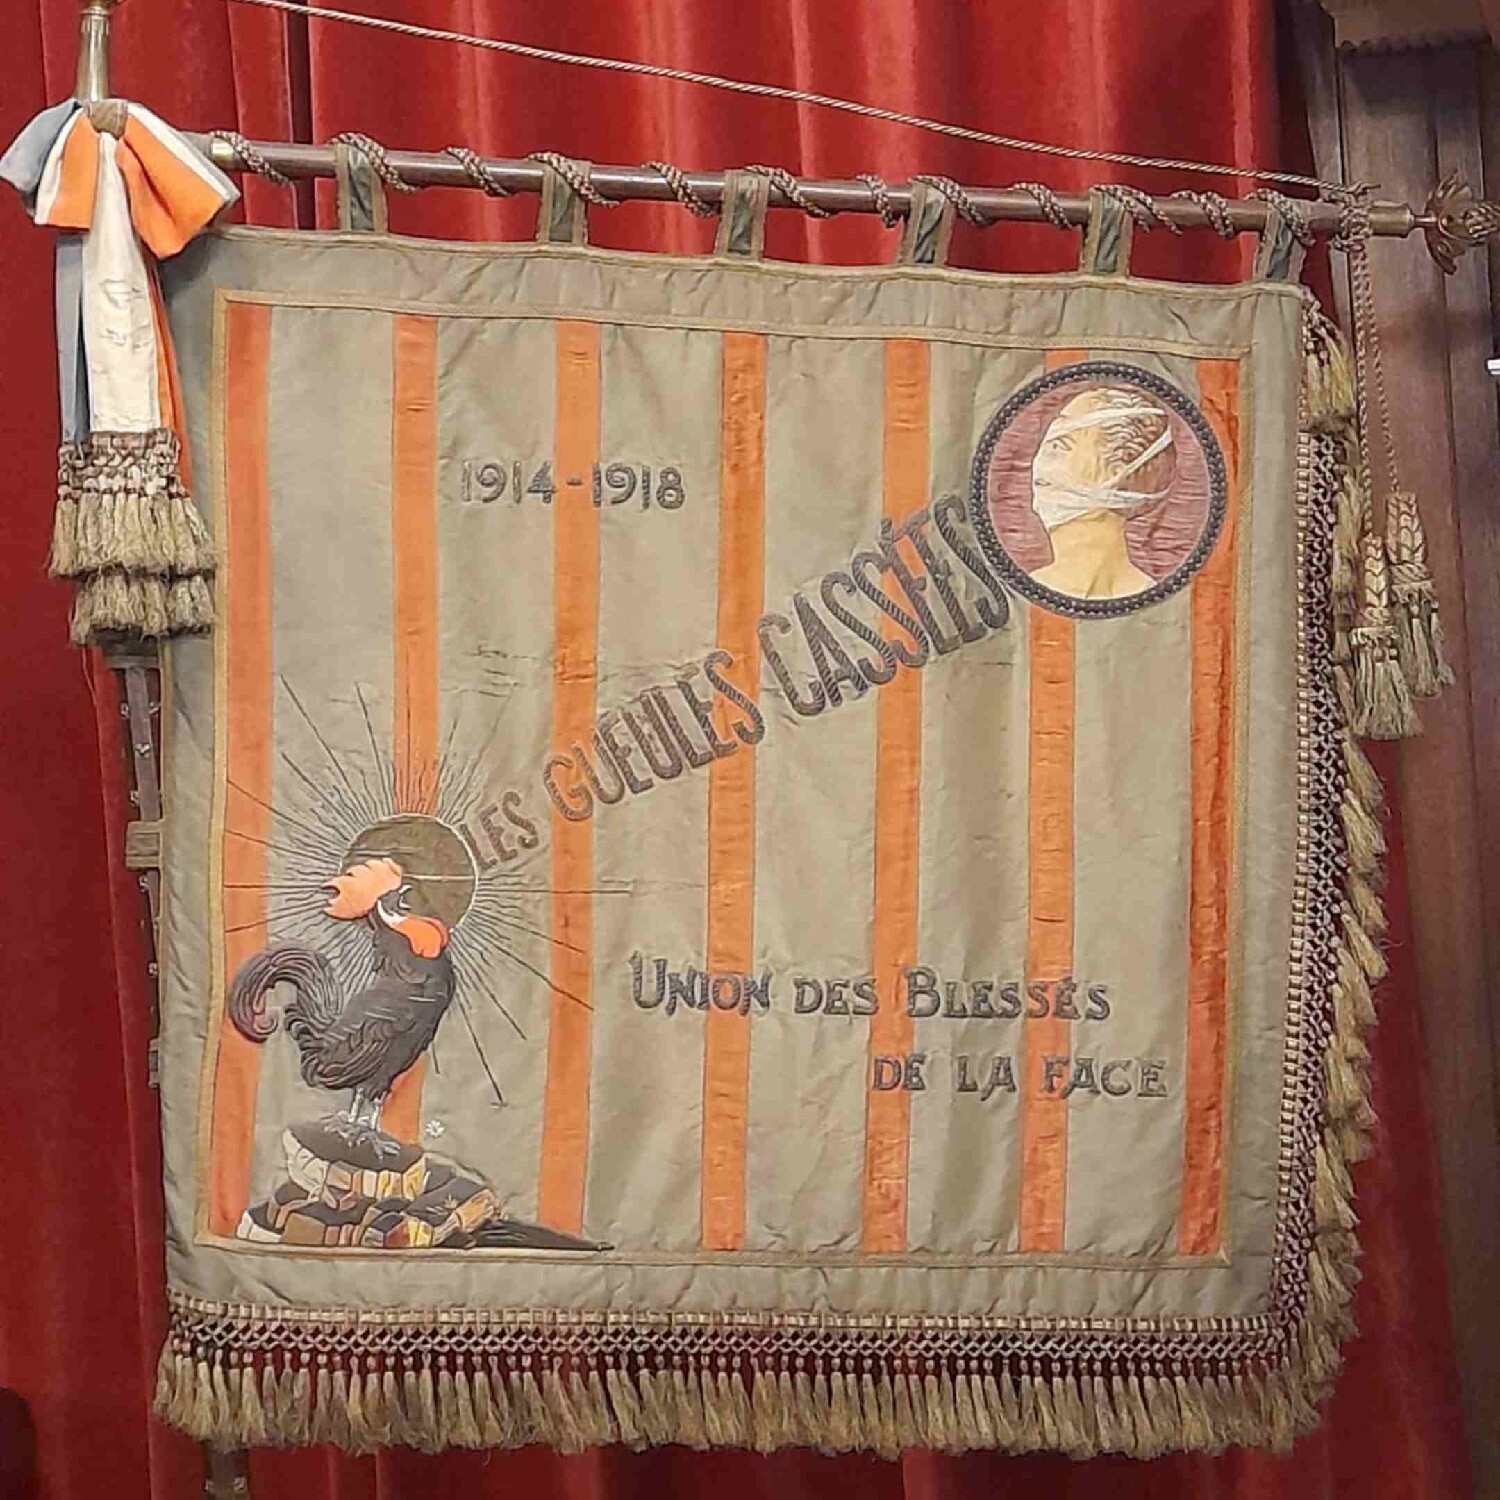 1914-1918
LES GUEULES CASSÉES
UNION DES BLESSÉS
DE LA FACE